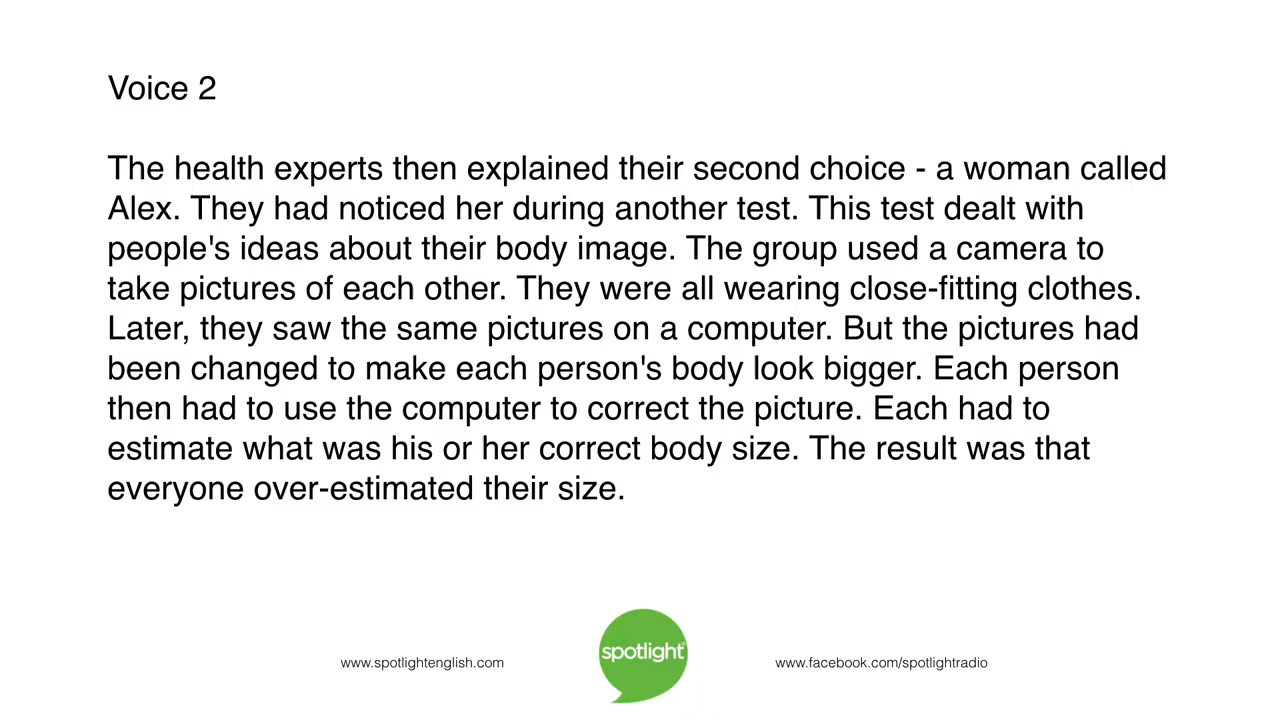 Voice 2
The health experts then explained their second choice - a woman called
Alex. They had noticed her during another test. This test dealt with
people's ideas about their body image. The group used a camera to
take pictures of each other. They were all wearing close-fitting clothes.
Later, they saw the same pictures on a computer. But the pictures had
been changed to make each person's body look bigger. Each person
then had to use the computer to correct the picture. Each had to
estimate what was his or her correct body size. The result was that
everyone over-estimated their size.
www.spotlightenglish.com
spotlight®
www.facebook.com/spotlightradio